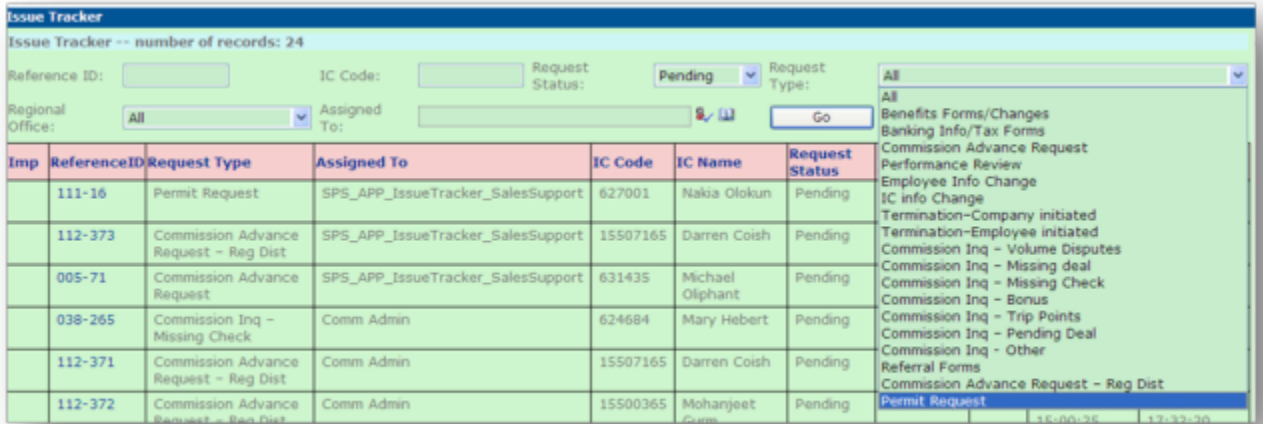 Issue Tracker
Issue Tracker -- number of records: 24
Reference ID: IC Code: Request Status: Pending Request Type: All
Regional Office: All Assigned To: Go
All
Benefits Forms/Changes
Banking Info/Tax Forms
Commission Advance Request
Performance Review
Employee Info Change
IC info Change
Termination-Company initiated
Termination-Employee initiated
Commission Inq - Volume Disputes
Commission Inq - Missing deal
Commission Inq - Missing Check
Commission Inq - Bonus
Commission Inq - Trip Points
Commission Inq - Pending Deal
Commission Inq - Other
Referral Forms
Commission Advance Request - Reg Dist
Permit Request
Imp ReferenceID Request Type Assigned To IC Code IC Name Request Status
111-16 Permit Request SPS_APP_IssueTracker_SalesSupport 627001 Nakia Olokun Pending
112-373 Commission Advance Request - Reg Dist SPS_APP_IssueTracker_SalesSupport 15507165 Darren Coish Pending
005-71 Commission Advance Request SPS_APP_IssueTracker_SalesSupport 631435 Michael Oliphant Pending
038-265 Commission Inq - Missing Check Comm Admin 624684 Mary Hebert Pending
112-371 Commission Advance Request - Reg Dist Comm Admin 15507165 Darren Coish Pending
112-372 Commission Advance Request - Reg Dist Comm Admin 15500365 Mohanjeet Pending